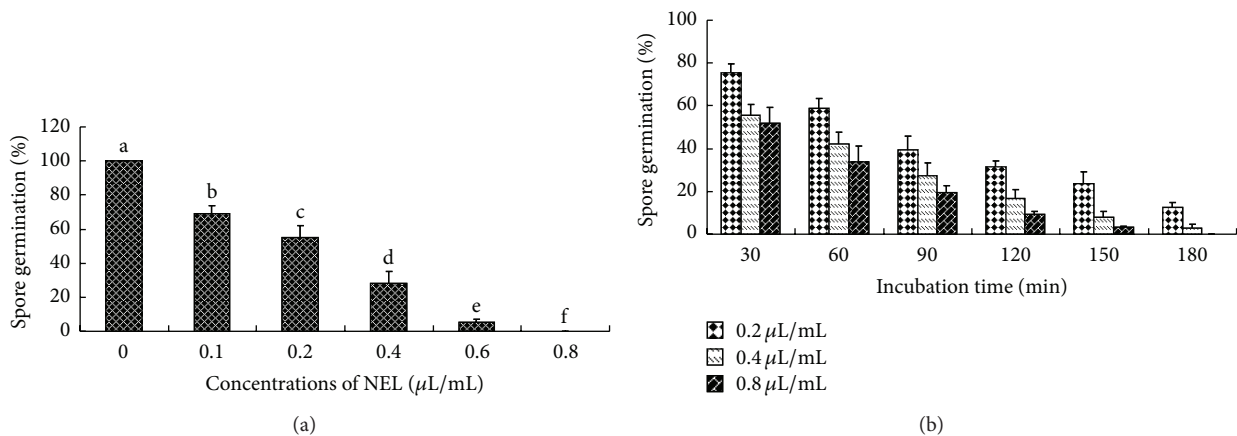 Spore germination (%)
120
100
80
60
40
20
0
a
b
c
d
e
f
0 0.1 0.2 0.4 0.6 0.8
Concentrations of NEL (μL/mL)
(a)
Spore germination (%)
100
80
60
40
20
0
30 60 90 120 150 180
Incubation time (min)
0.2 μL/mL
0.4 μL/mL
0.8 μL/mL
(b)